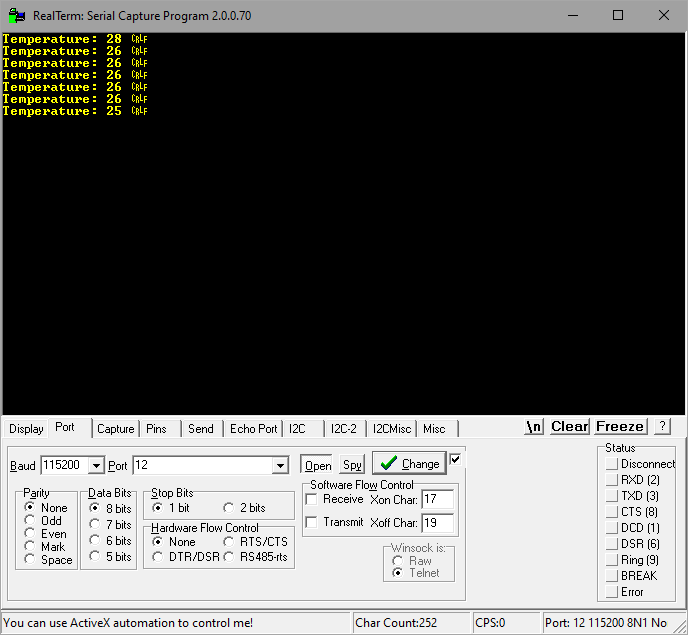 RealTerm: Serial Capture Program 2.0.0.70
Temperature: 28 CRLF
Temperature: 26 CRLF
Temperature: 26 CRLF
Temperature: 26 CRLF
Temperature: 26 CRLF
Temperature: 26 CRLF
Temperature: 25 CRLF
Display Port Capture Pins Send Echo Port I2C I2C-2 I2CMisc Misc \n Clear Freeze ?
Baud 115200 Port 12 Open Spy Change
Parity
None
Odd
Even
Mark
Space
Data Bits
8 bits
7 bits
6 bits
5 bits
Stop Bits
1 bit 2 bits
Hardware Flow Control
None RTS/CTS
DTR/DSR RS485-rts
Software Flow Control
Receive Xon Char: 17
Transmit Xoff Char: 19
Winsock is:
Raw
Telnet
Status
Disconnect
RXD (2)
TXD (3)
CTS (8)
DCD (1)
DSR (6)
Ring (9)
BREAK
Error
You can use ActiveX automation to control me! Char Count:252 CPS:0 Port: 12 115200 8N1 No